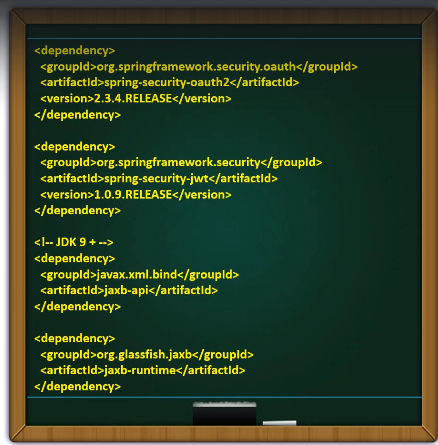 <dependency>
<groupId>org.springframework.security.oauth</groupId>
<artifactId>spring-security-oauth2</artifactId>
<version>2.3.4.RELEASE</version>
</dependency>
<dependency>
<groupId>org.springframework.security</groupId>
<artifactId>spring-security-jwt</artifactId>
<version>1.0.9.RELEASE</version>
</dependency>
<!-- JDK 9 + -->
<dependency>
<groupId>javax.xml.bind</groupId>
<artifactId>jaxb-api</artifactId>
</dependency>
<dependency>
<groupId>org.glassfish.jaxb</groupId>
<artifactId>jaxb-runtime</artifactId>
</dependency>